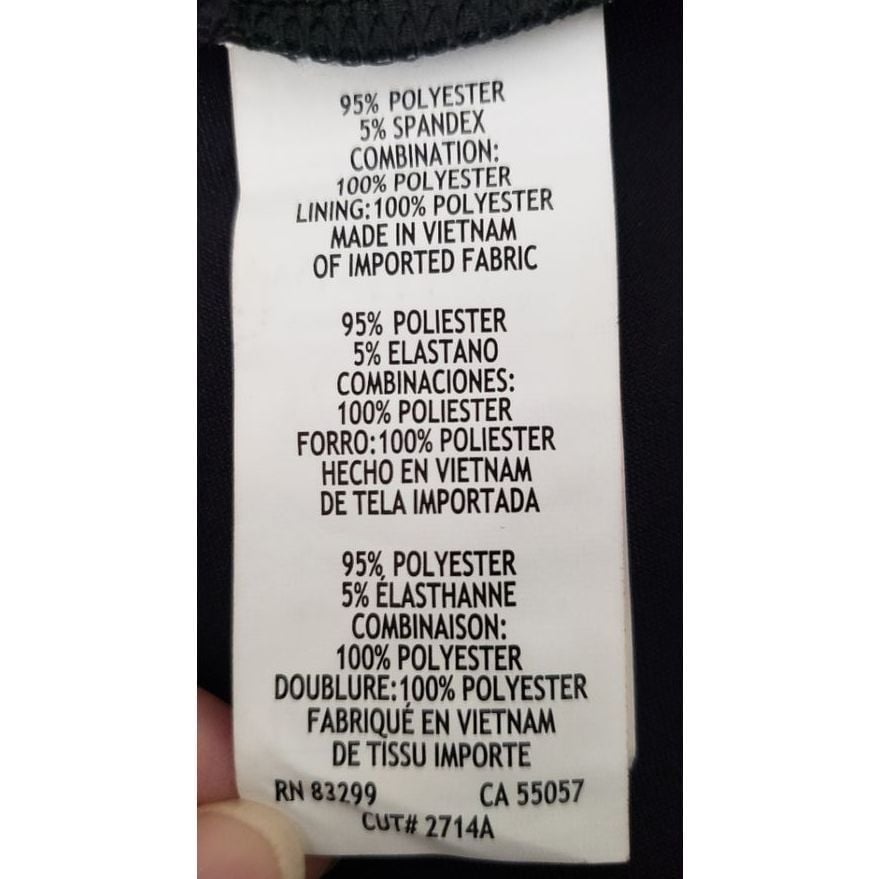 95% POLYESTER
5% SPANDEX
COMBINATION:
100% POLYESTER
LINING:100% POLYESTER
MADE IN VIETNAM
OF IMPORTED FABRIC
95% POLIESTER
5% ELASTANO
COMBINACIONES:
100% POLIESTER
FORRO:100% POLIESTER
HECHO EN VIETNAM
DE TELA IMPORTADA
95% POLYESTER
5% ÉLASTHANNE
COMBINAISON:
100% POLYESTER
DOUBLURE:100% POLYESTER
FABRIQUÉ EN VIETNAM
DE TISSU IMPORTE
RN 83299 CA 55057
CUT# 2714A